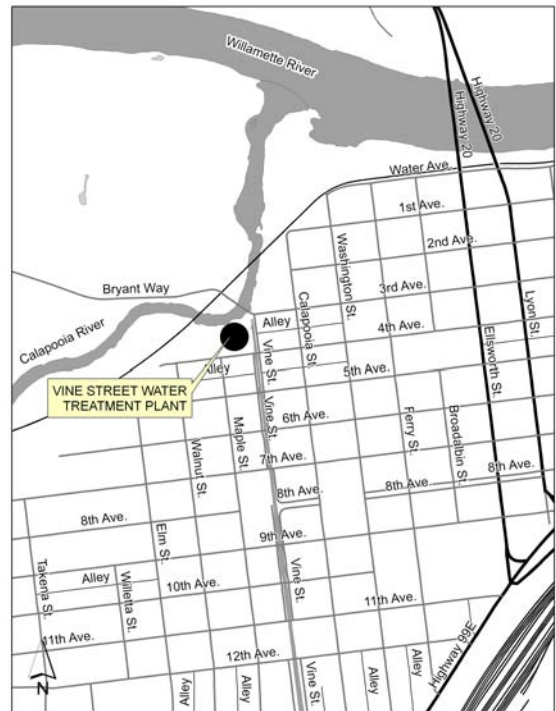 Willamette River
Highway 20
Highway 20
Water Ave.
1st Ave.
2nd Ave.
Washington St.
3rd Ave.
Lyon St.
Bryant Way
Calapooia St.
Alley
4th Ave.
Calapooia River
Vine St.
Ellsworth St.
5th Ave.
Alley
VINE STREET WATER
TREATMENT PLANT
Vine St.
6th Ave.
Maple St.
Ferry St.
Broadalbin St.
Walnut St.
7th Ave.
8th Ave.
8th Ave.
8th Ave.
8th Ave.
Elm St.
9th Ave.
Takena St.
Alley
Willetta St.
10th Ave.
Vine St.
11th Ave.
11th Ave.
12th Ave.
Highway 99E
N
Vine St.
Alley
Alley
Alley
Alley